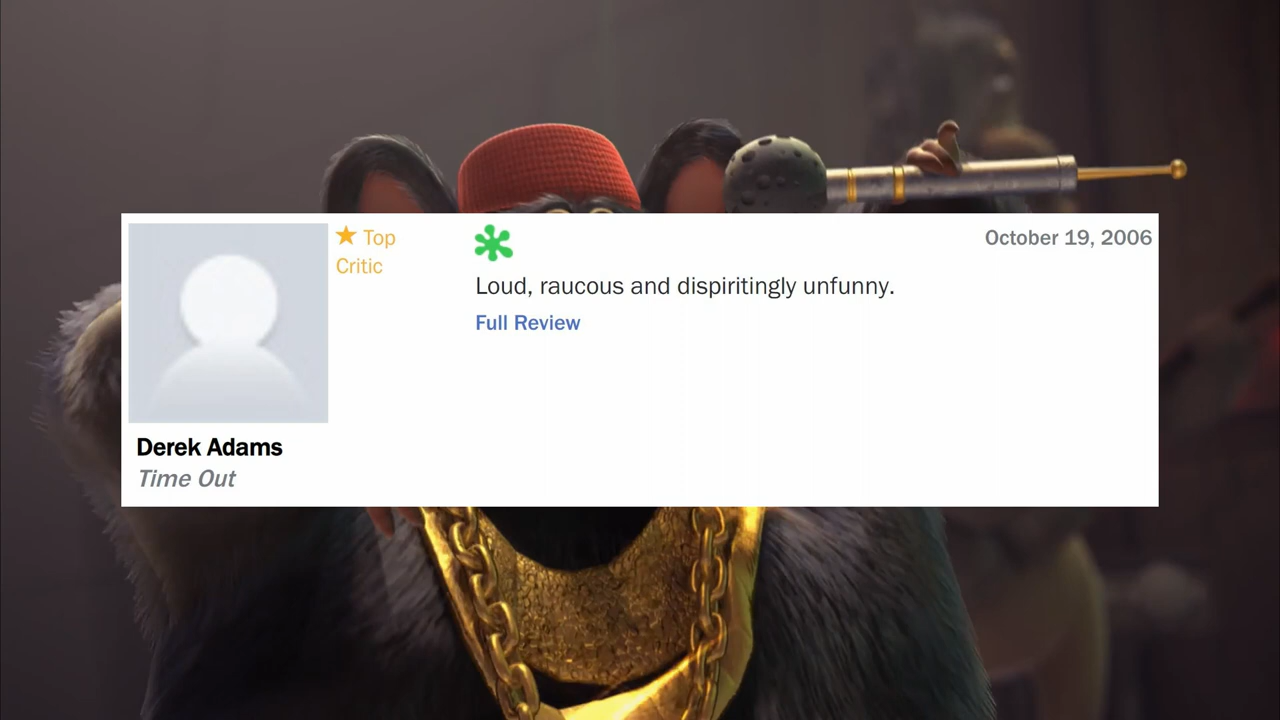 Top
Critic
October 19, 2006
Loud, raucous and dispiritingly unfunny.
Full Review
Derek Adams
Time Out